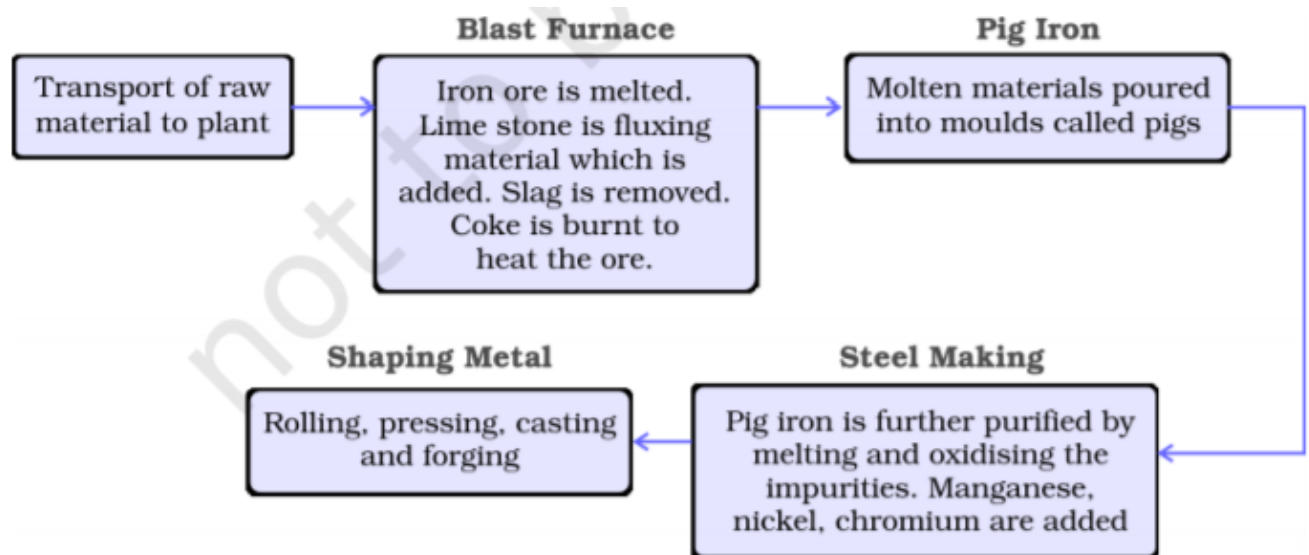 Blast Furnace
Pig Iron
Transport of raw
material to plant
Iron ore is melted.
Lime stone is fluxing
material which is
added. Slag is removed.
Coke is burnt to
heat the ore.
Molten materials poured
into moulds called pigs
Shaping Metal
Steel Making
Rolling, pressing, casting
and forging
Pig iron is further purified by
melting and oxidising the
impurities. Manganese,
nickel, chromium are added
not to b